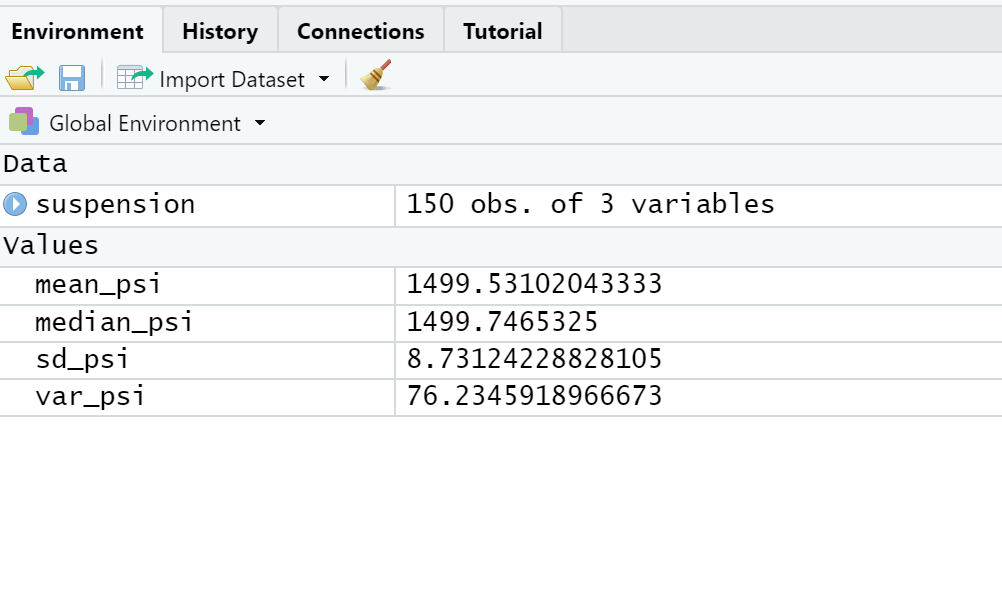 Environment History Connections Tutorial
Import Dataset
Global Environment
Data
suspension 150 obs. of 3 variables
Values
mean_psi 1499.53102043333
median_psi 1499.7465325
sd_psi 8.73124228828105
var_psi 76.2345918966673